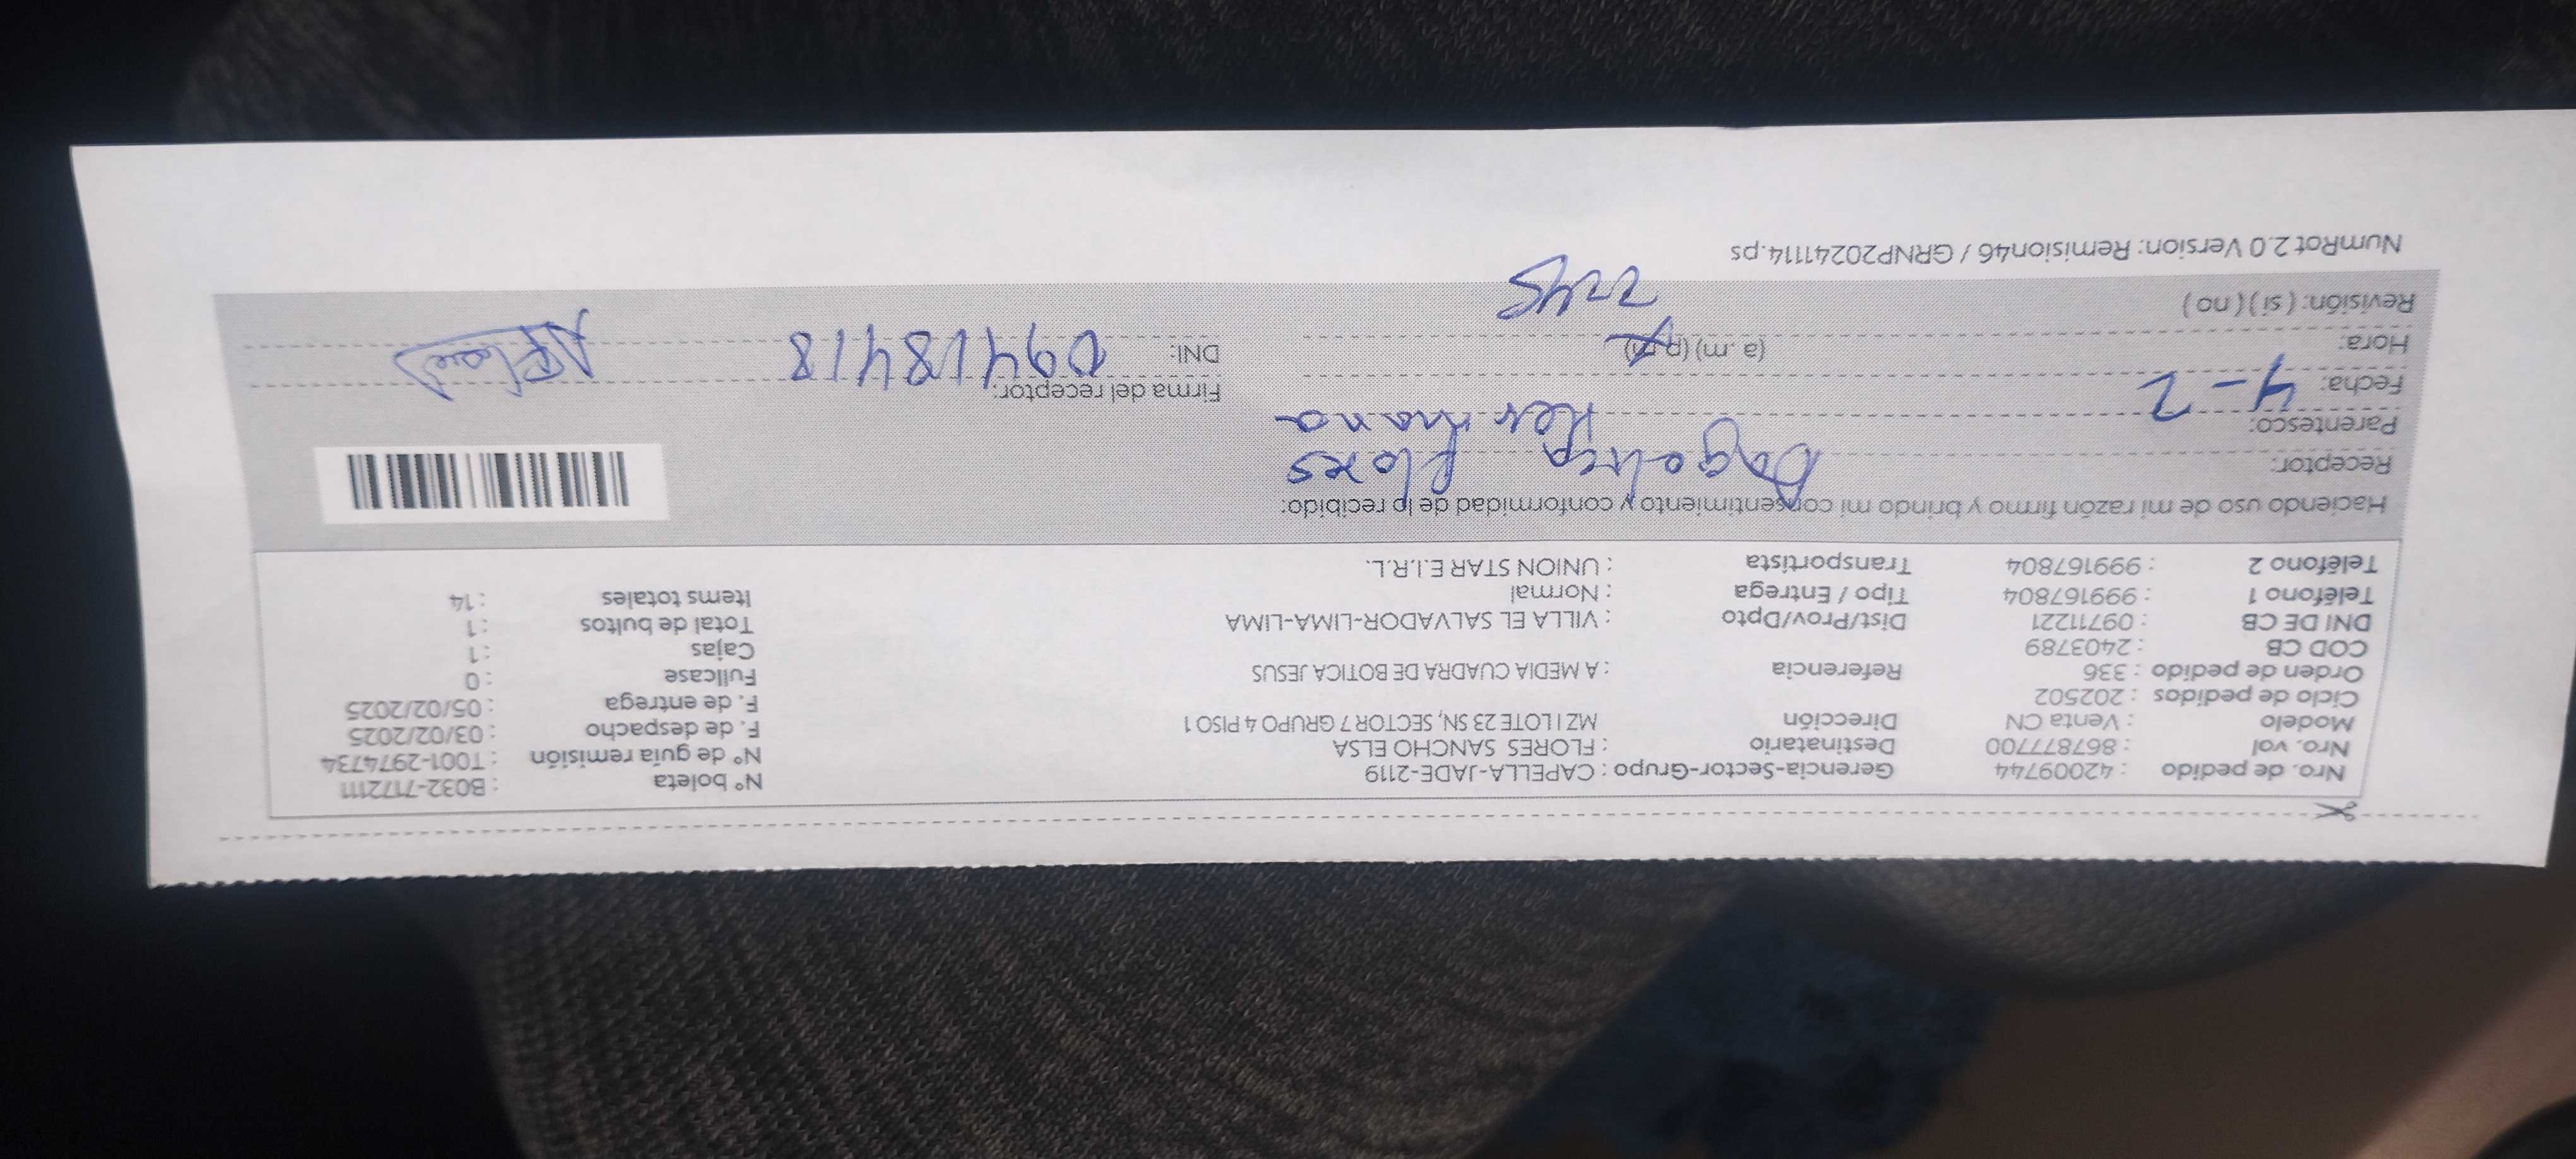 Nro. de pedido : 42009744 Gerencia-Sector-Grupo : CAPELLA-JADE-2119 N° boleta : B032-7172111
Nro. vol : 86787777700 Destinatario : FLORES SANCHO ELSA N° de guía remisión : T001-2974734
Modelo : Venta CN Dirección MZ I LOTE 23 SN, SECTOR 7 GRUPO 4 PISO 1 F. de despacho : 03/02/2025
Ciclo de pedidos : 202502 F. de entrega : 05/02/2025
Orden de pedido : 336 Referencia : A MEDIA CUADRA DE BOTICA JESUS Fullcase : 0
COD CB : 2403789 Cajas : 1
DNI DE CB : 09711221 Dist/Prov/Dpto : VILLA EL SALVADOR-LIMA-LIMA Total de bultos : 1
Teléfono 1 : 999167804 Tipo / Entrega : Normal Items totales : 14
Teléfono 2 : 999167804 Transportista : UNION STAR E.I.R.L.
Haciendo uso de mi razón firmo y brindo mi consentimiento y conformidad de lo recibido:
Receptor: Flores
Parentesco: Hermana
Fecha: 4-2 Firma del receptor:
Hora: (a.m.) (p.m) DNI: 09418418
Revisión: (si) (no)
NumRot 2.0 Version: Remision46 / GRNP20241114.ps